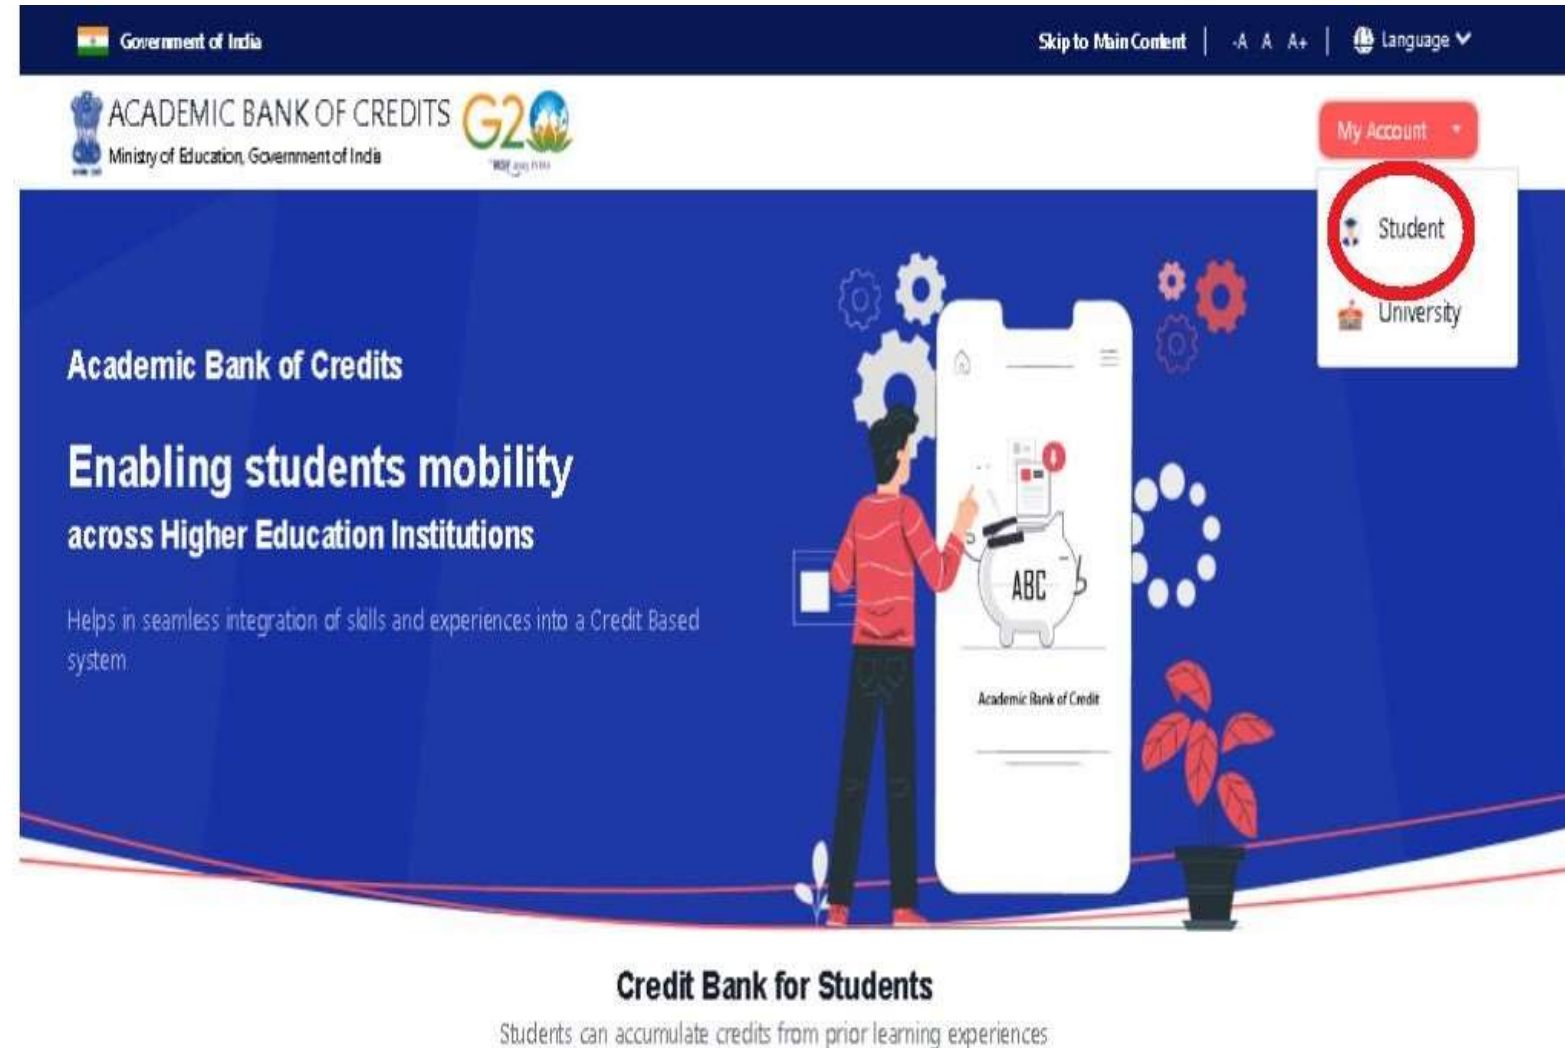 Government of India
Skip to Main Content | -A A A+ | Language
ACADEMIC BANK OF CREDITS
Ministry of Education, Government of India
G20
My Account
Student
University
Academic Bank of Credits
Enabling students mobility
across Higher Education Institutions
Helps in seamless integration of skills and experiences into a Credit Based
system
ABC
Academic Bank of Credit
Credit Bank for Students
Students can accumulate credits from prior learning experiences